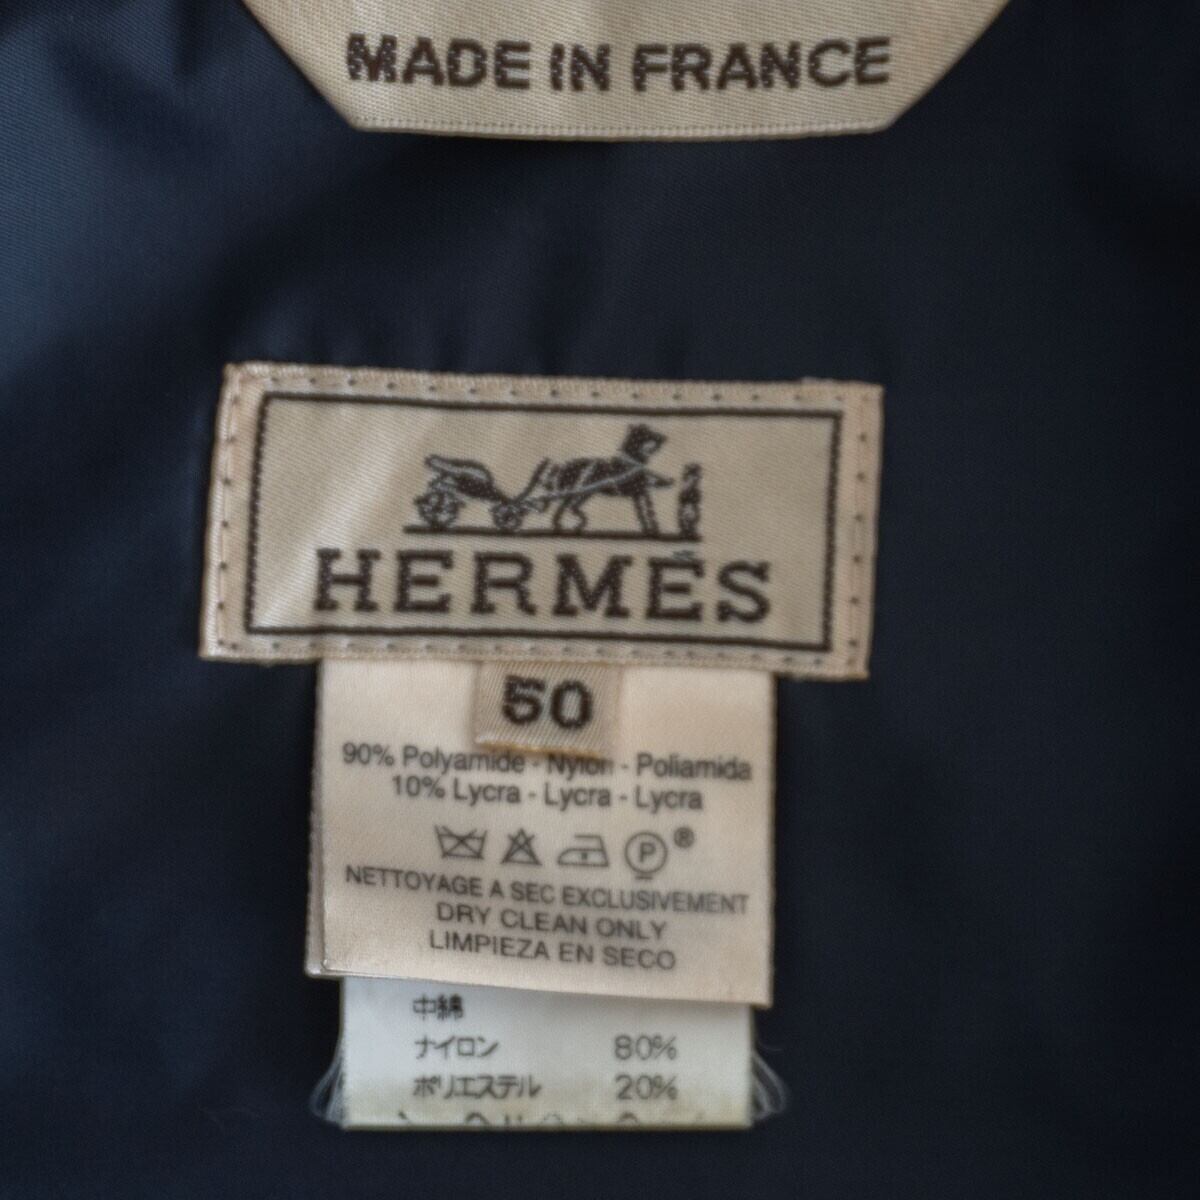 MADE IN FRANCE
HERMÈS
50
90% Polyamide - Nylon - Poliamida
10% Lycra - Lycra - Lycra
P ®
NETTOYAGE A SEC EXCLUSIVEMENT
DRY CLEAN ONLY
LIMPIEZA EN SECO
中綿
ナイロン 80%
ポリエステル 20%